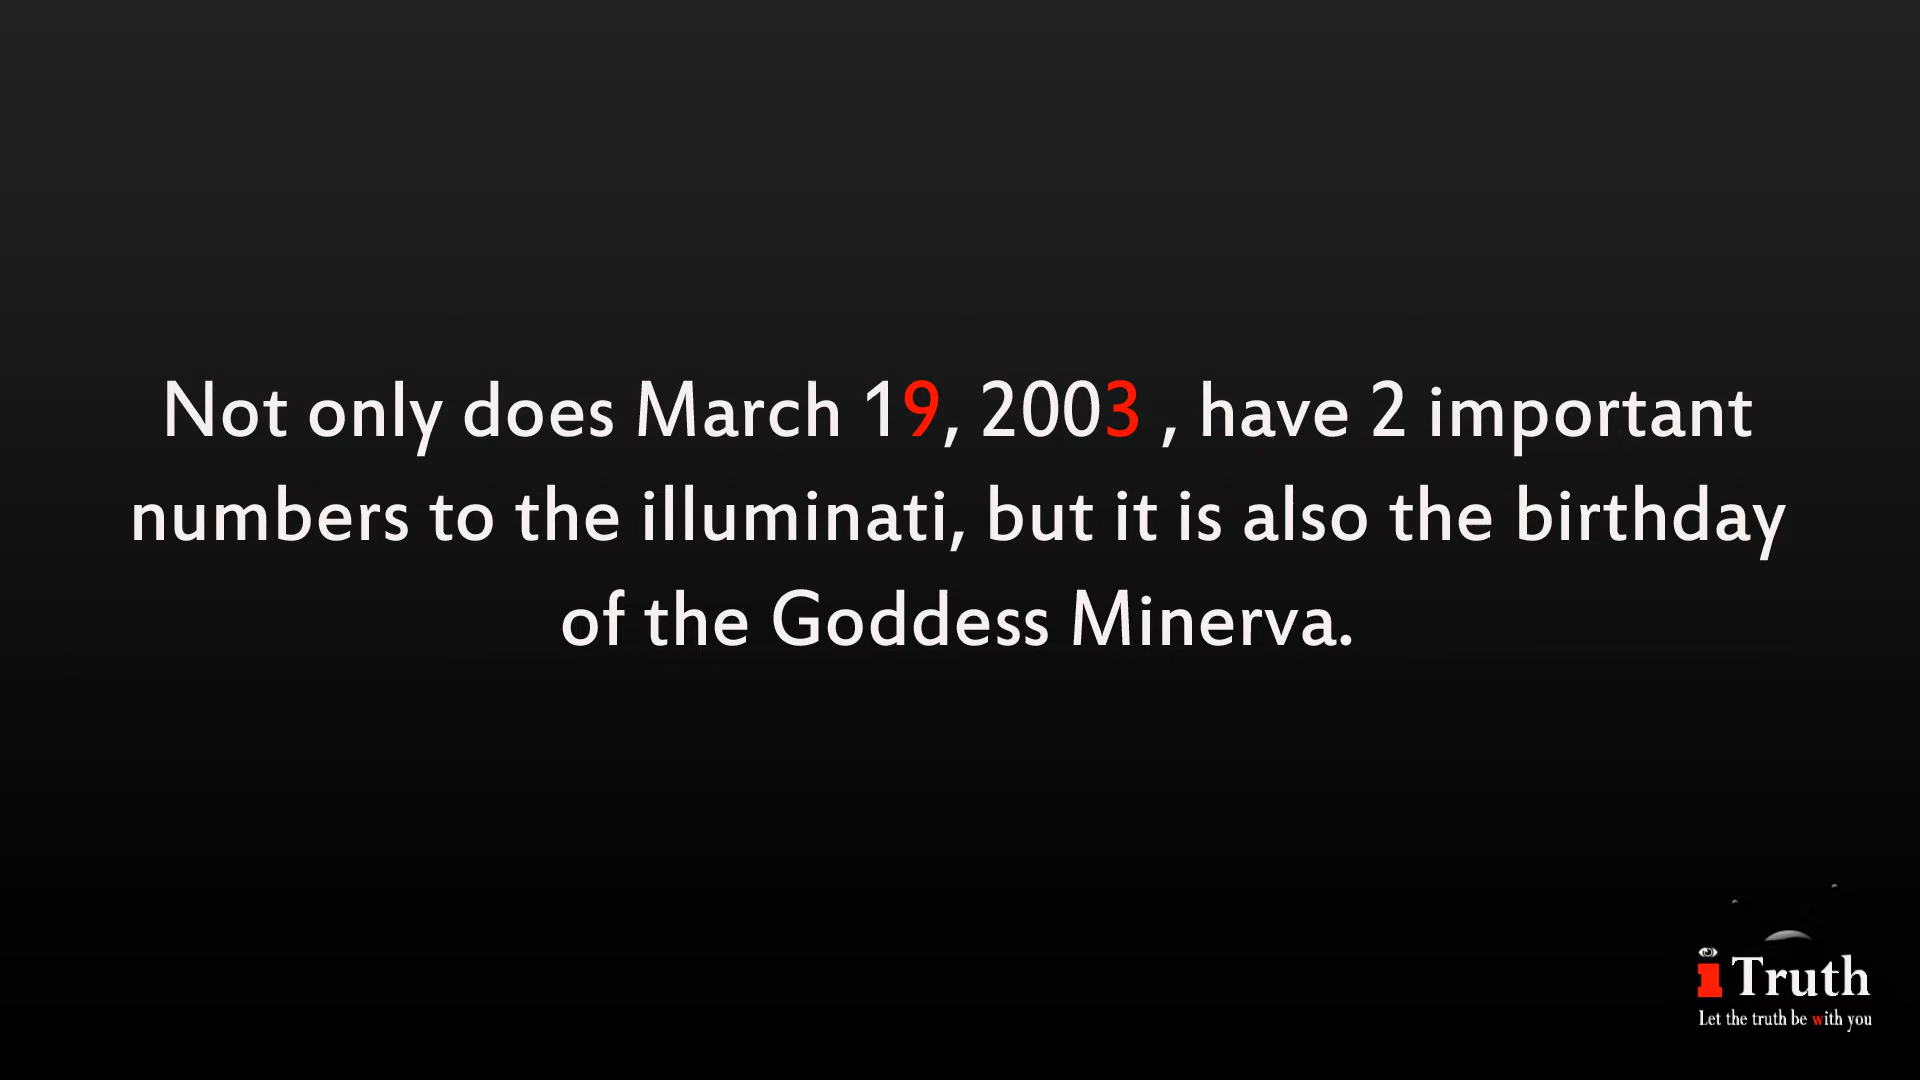 Not only does March 19, 2003 , have 2 important
numbers to the illuminati, but it is also the birthday
of the Goddess Minerva.
i Truth
Let the truth be with you